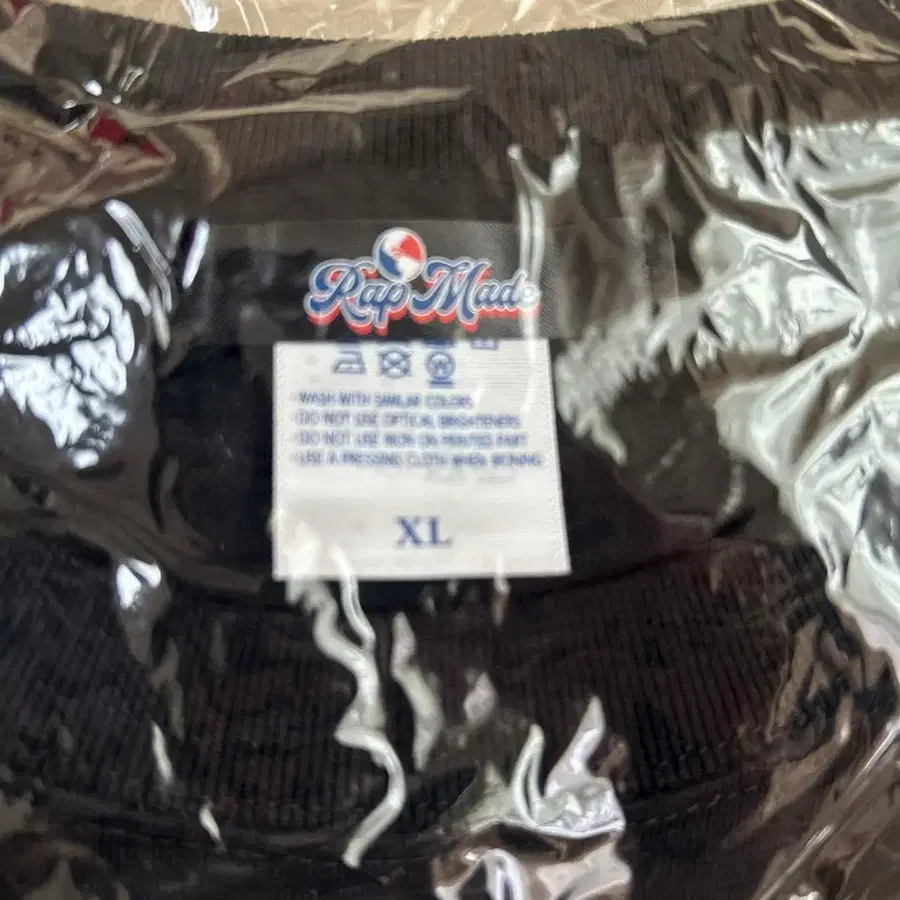 Rap Made
WASH WITH SIMILAR COLORS
DO NOT USE OPTICAL BRIGHTENERS
DO NOT USE IRON ON PRINTED PART
USE A PRESSING CLOTH WHEN IRONING
XL